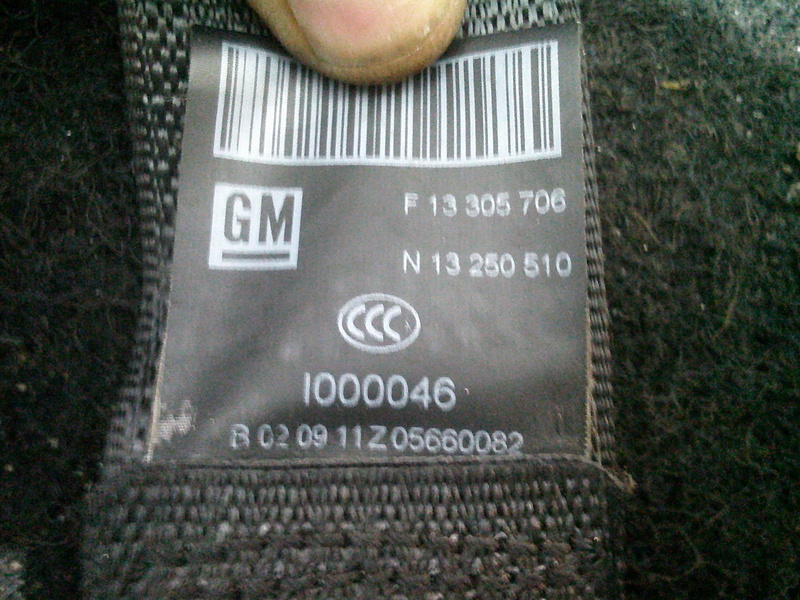 GM
F 13 305 706
N 13 250 510
CCC
I000046
B 02 09 11Z05660082